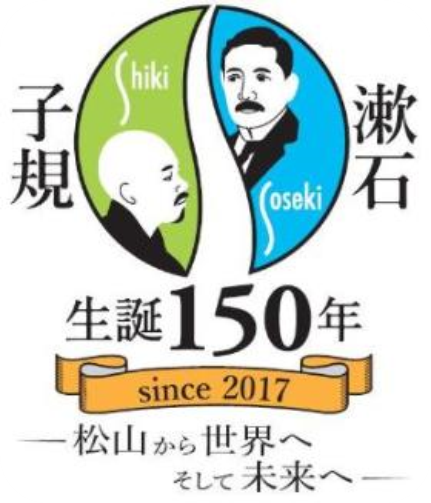 子規
Shiki
漱石
Soseki
生誕150年
since 2017
―松山から世界へ
そして未来へ―